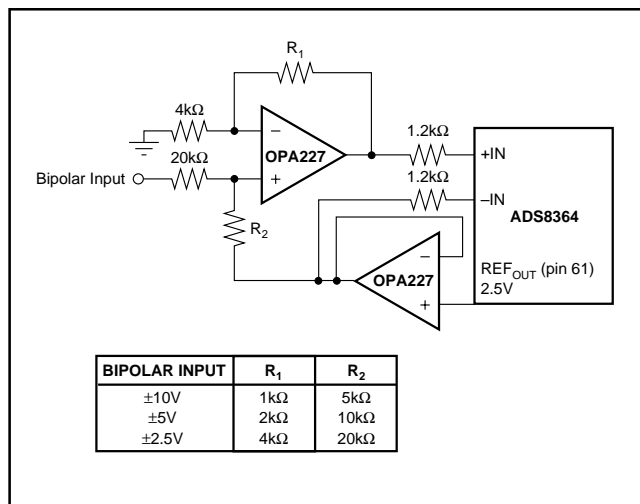 R1
4kΩ
−
OPA227
+
20kΩ
Bipolar Input
R2
1.2kΩ
+IN
1.2kΩ
−IN
ADS8364
−
OPA227
+
REFOUT (pin 61)
2.5V
BIPOLAR INPUT R1 R2
±10V 1kΩ 5kΩ
±5V 2kΩ 10kΩ
±2.5V 4kΩ 20kΩ